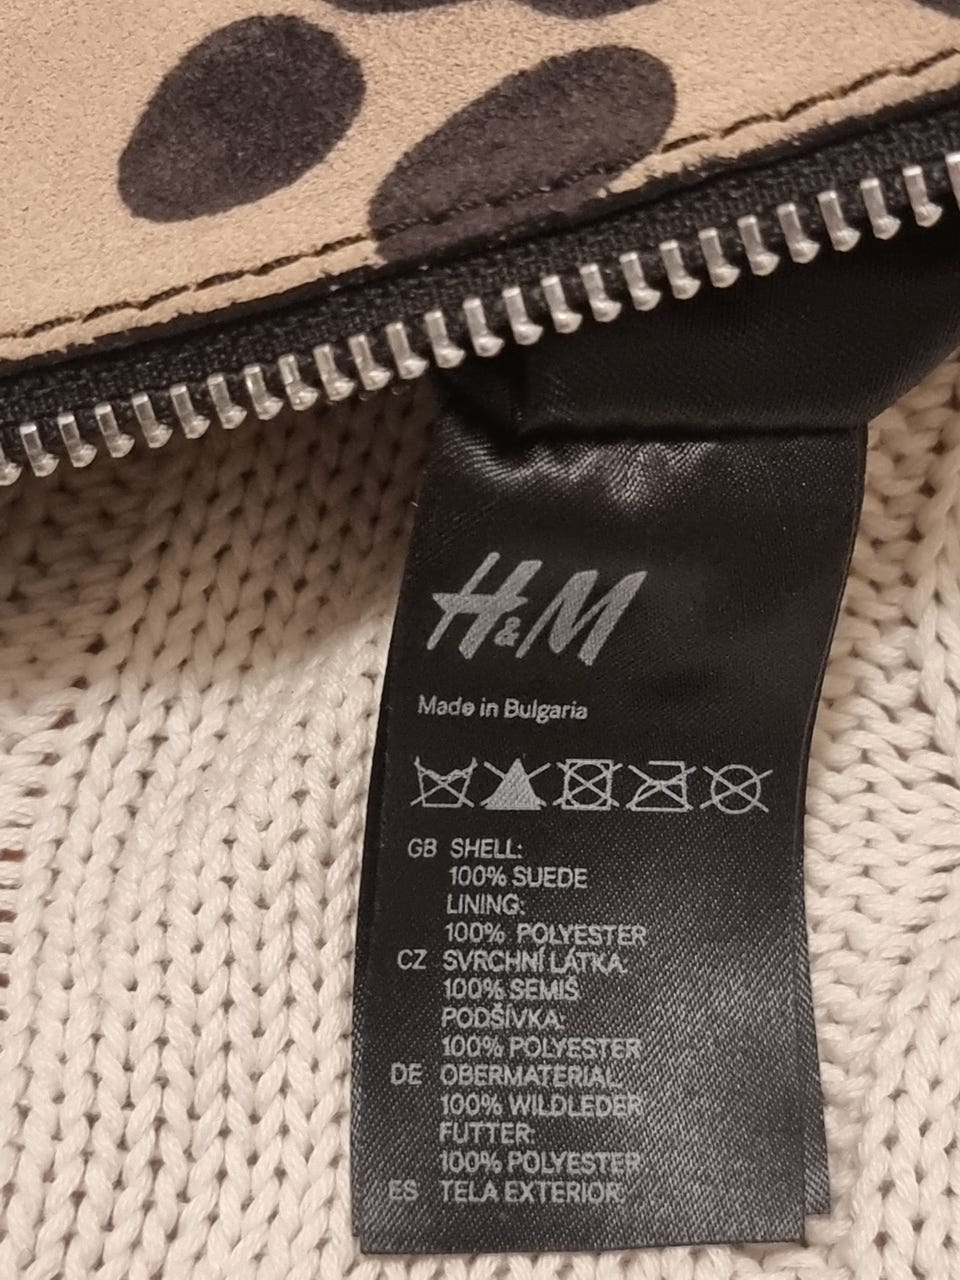 H&M
Made in Bulgaria
GB SHELL:
100% SUEDE
LINING:
100% POLYESTER
CZ SVRCHNÍ LÁTKA:
100% SEMIŠ
PODŠÍVKA:
100% POLYESTER
DE OBERMATERIAL:
100% WILDLEDER
FUTTER:
100% POLYESTER
ES TELA EXTERIOR: